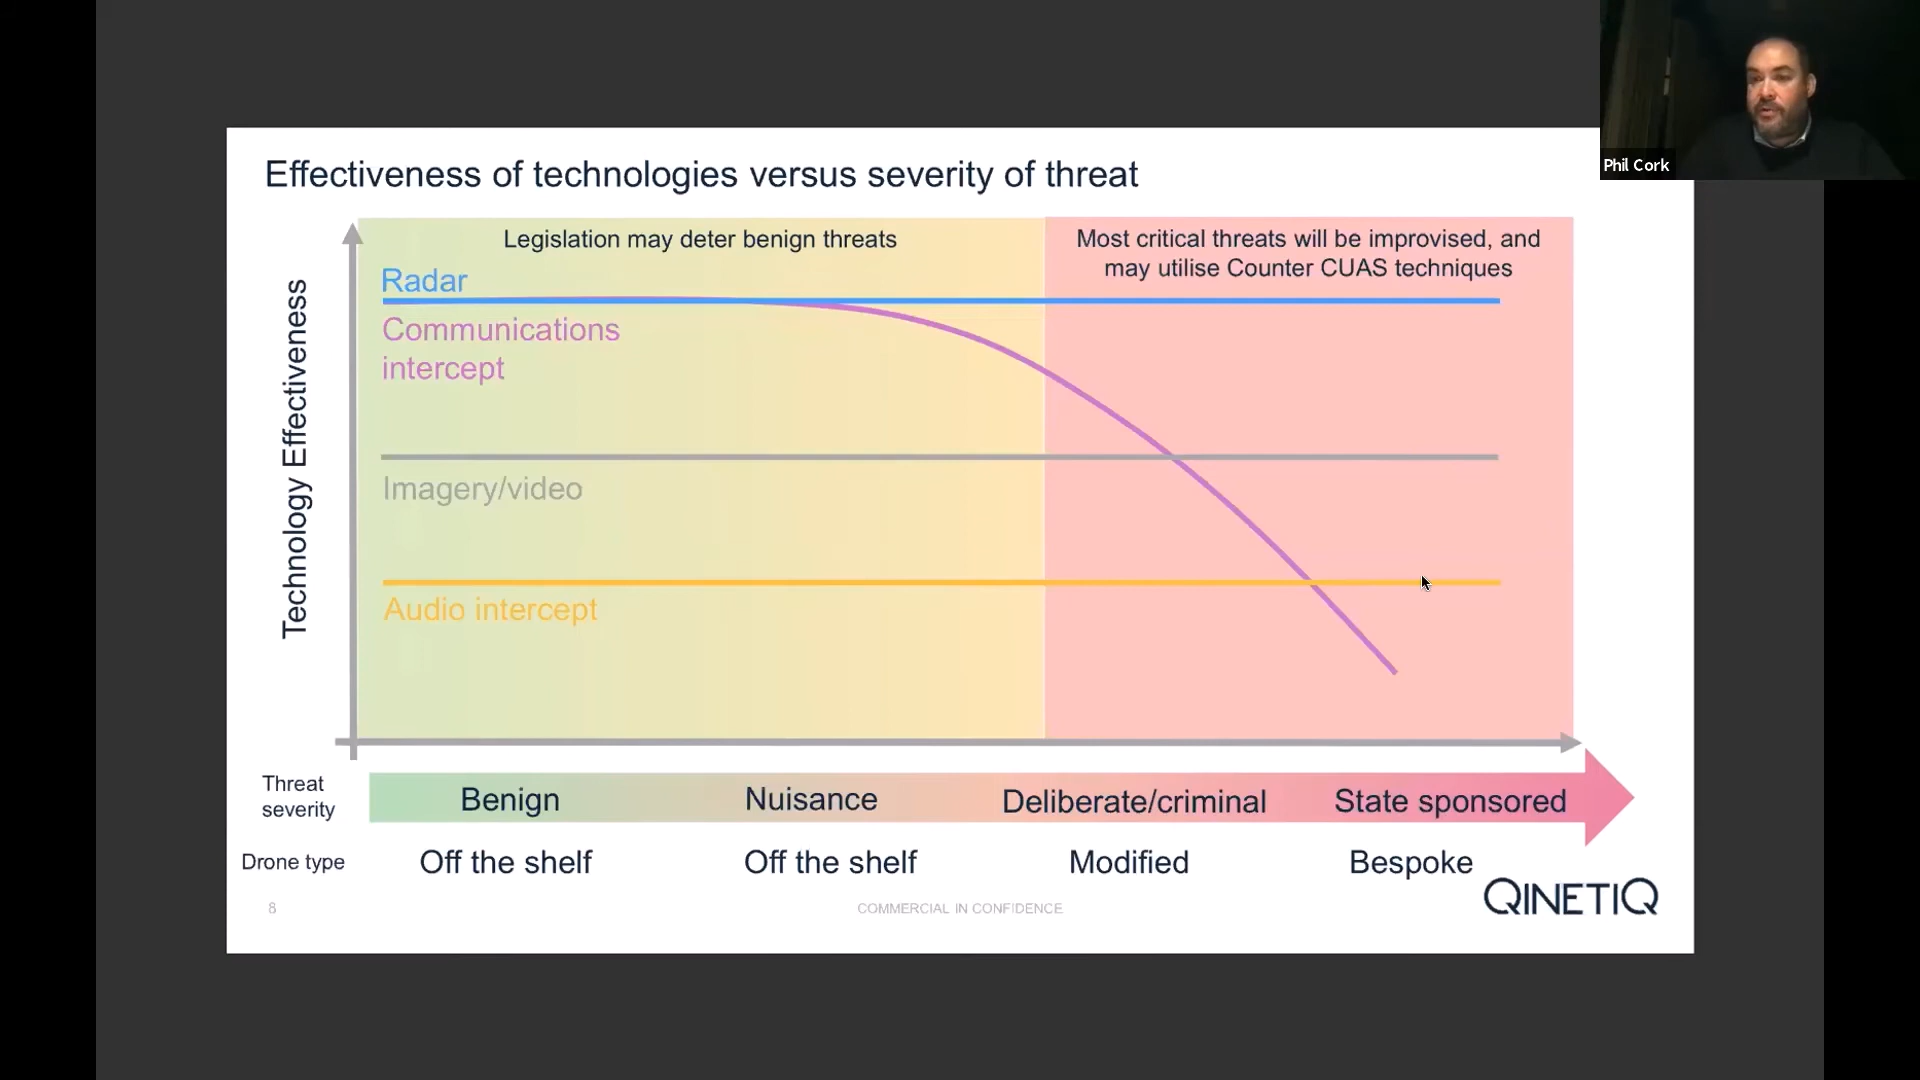 Phil Cork
Effectiveness of technologies versus severity of threat
Legislation may deter benign threats
Most critical threats will be improvised, and
may utilise Counter CUAS techniques
Technology Effectiveness
Radar
Communications
intercept
Imagery/video
Audio intercept
Threat
severity
Benign
Nuisance
Deliberate/criminal
State sponsored
Drone type
Off the shelf
Off the shelf
Modified
Bespoke
8
COMMERCIAL IN CONFIDENCE
QINETIQ